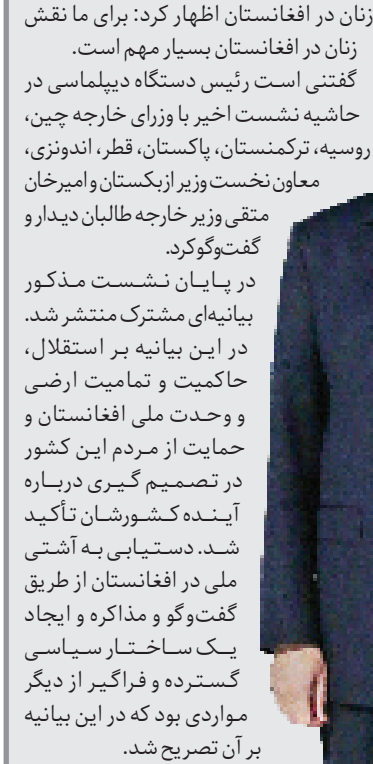 زنان در افغانستان اظهار کرد: برای ما نقش
زنان در افغانستان بسیار مهم است.
گفتنی است رئیس دستگاه دیپلماسی در
حاشیه نشست اخیر با وزرای خارجه چین،
روسیه، ترکمنستان، پاکستان، قطر، اندونزی،
معاون نخست وزیر ازبکستان و امیرخان
متقی وزیر خارجه طالبان دیدار و
گفت‌وگو کرد.
در پایان نشست مذکور
بیانیه‌ای مشترک منتشر شد.
در این بیانیه بر استقلال،
حاکمیت و تمامیت ارضی
و وحدت ملی افغانستان و
حمایت از مردم این کشور
در تصمیم گیری درباره
آینده کشورشان تأکید
شد. دستیابی به آشتی
ملی در افغانستان از طریق
گفت‌وگو و مذاکره و ایجاد
یک ساختار سیاسی
گسترده و فراگیر از دیگر
مواردی بود که در این بیانیه
بر آن تصریح شد.